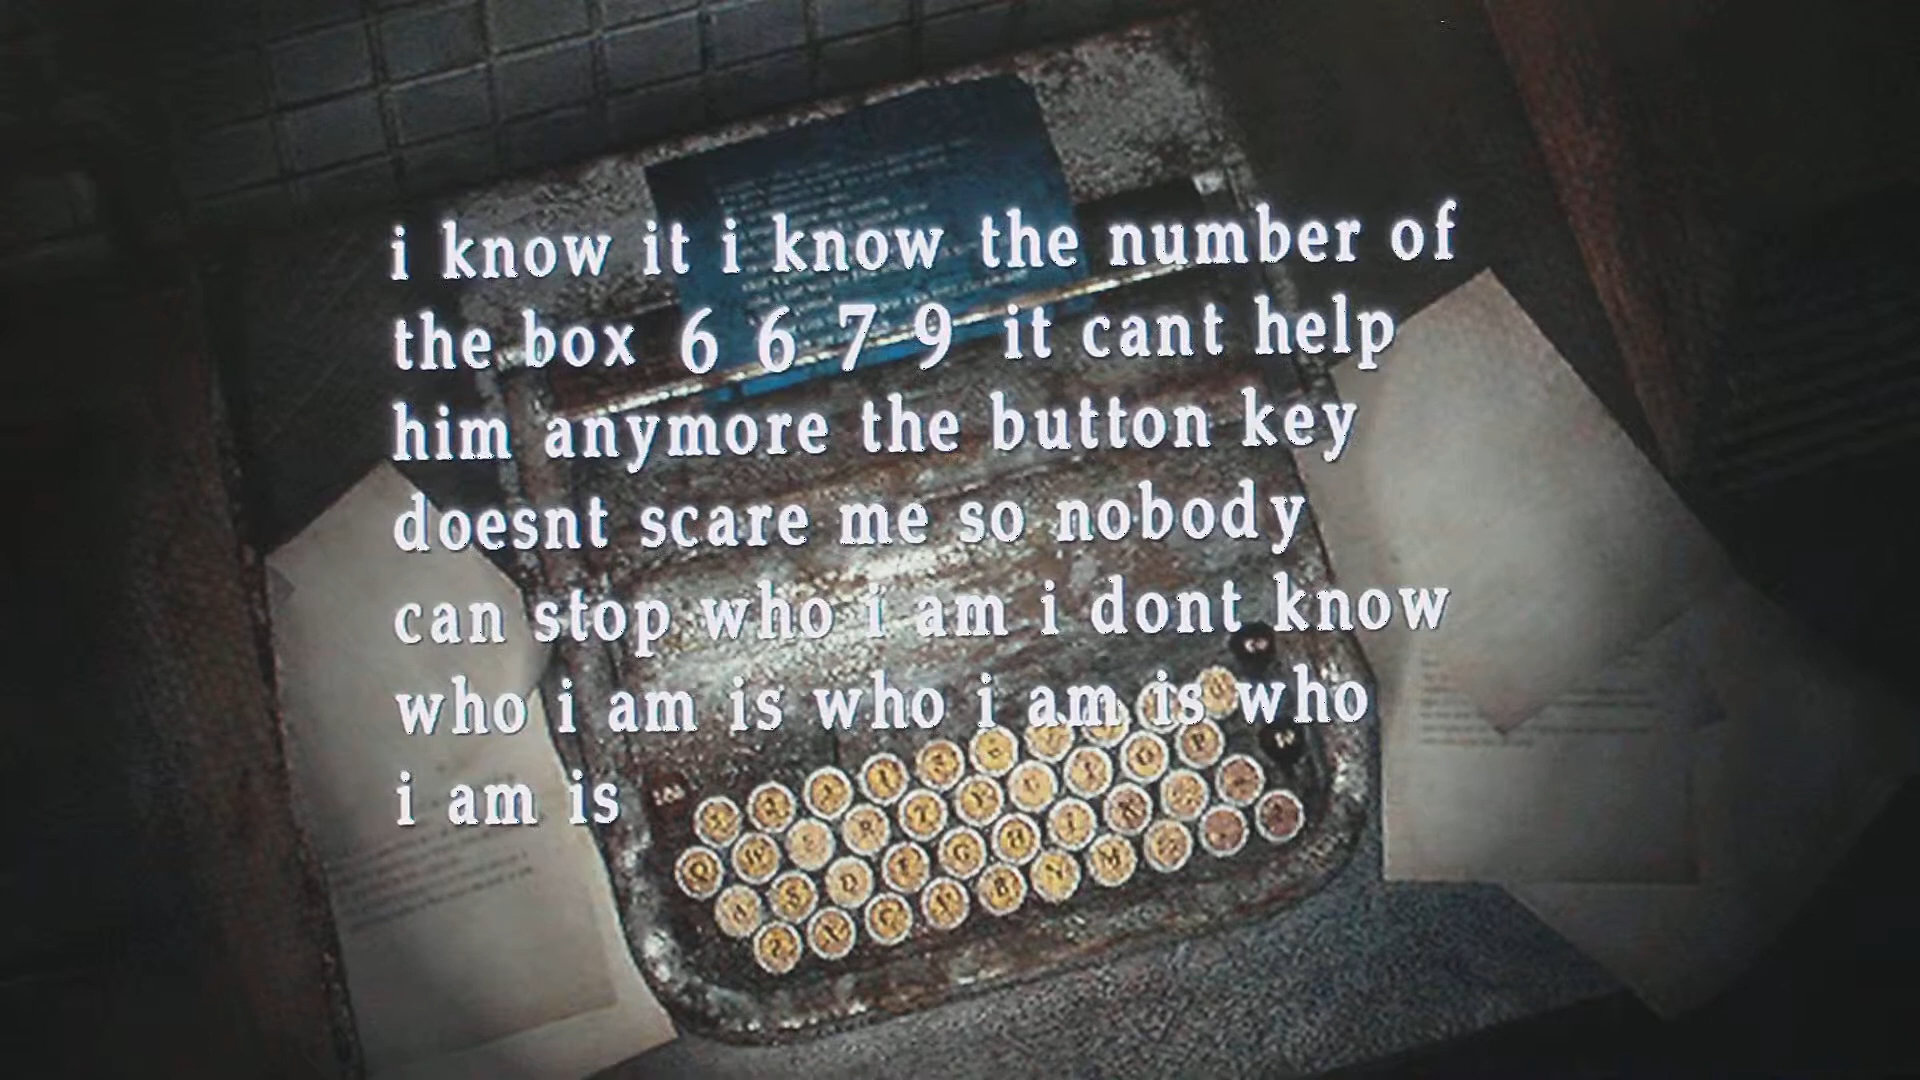 i know it i know the number of
the box 6 6 7 9 it cant help
him anymore the button key
doesnt scare me so nobody
can stop who i am i dont know
who i am is who i am is who
i am is